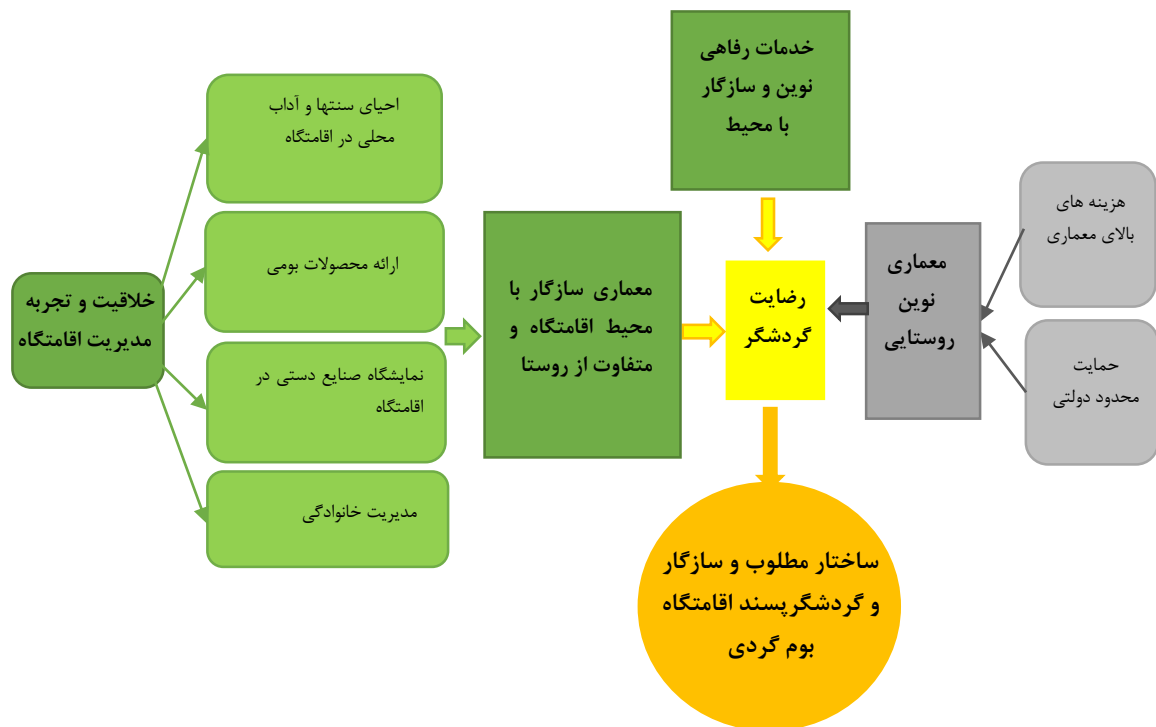 خدمات رفاهی
نوین و سازگار
با محیط
احیای سنتها و آداب
محلی در اقامتگاه
ارائه محصولات بومی
نمایشگاه صنایع دستی در
اقامتگاه
مدیریت خانوادگی
خلاقیت و تجربه
مدیریت اقامتگاه
معماری سازگار با
محیط اقامتگاه و
متفاوت از روستا
رضایت
گردشگر
معماری
نوین
روستایی
هزینه های
بالای معماری
حمایت
محدود دولتی
ساختار مطلوب و سازگار
و گردشگرپسند اقامتگاه
بوم گردی